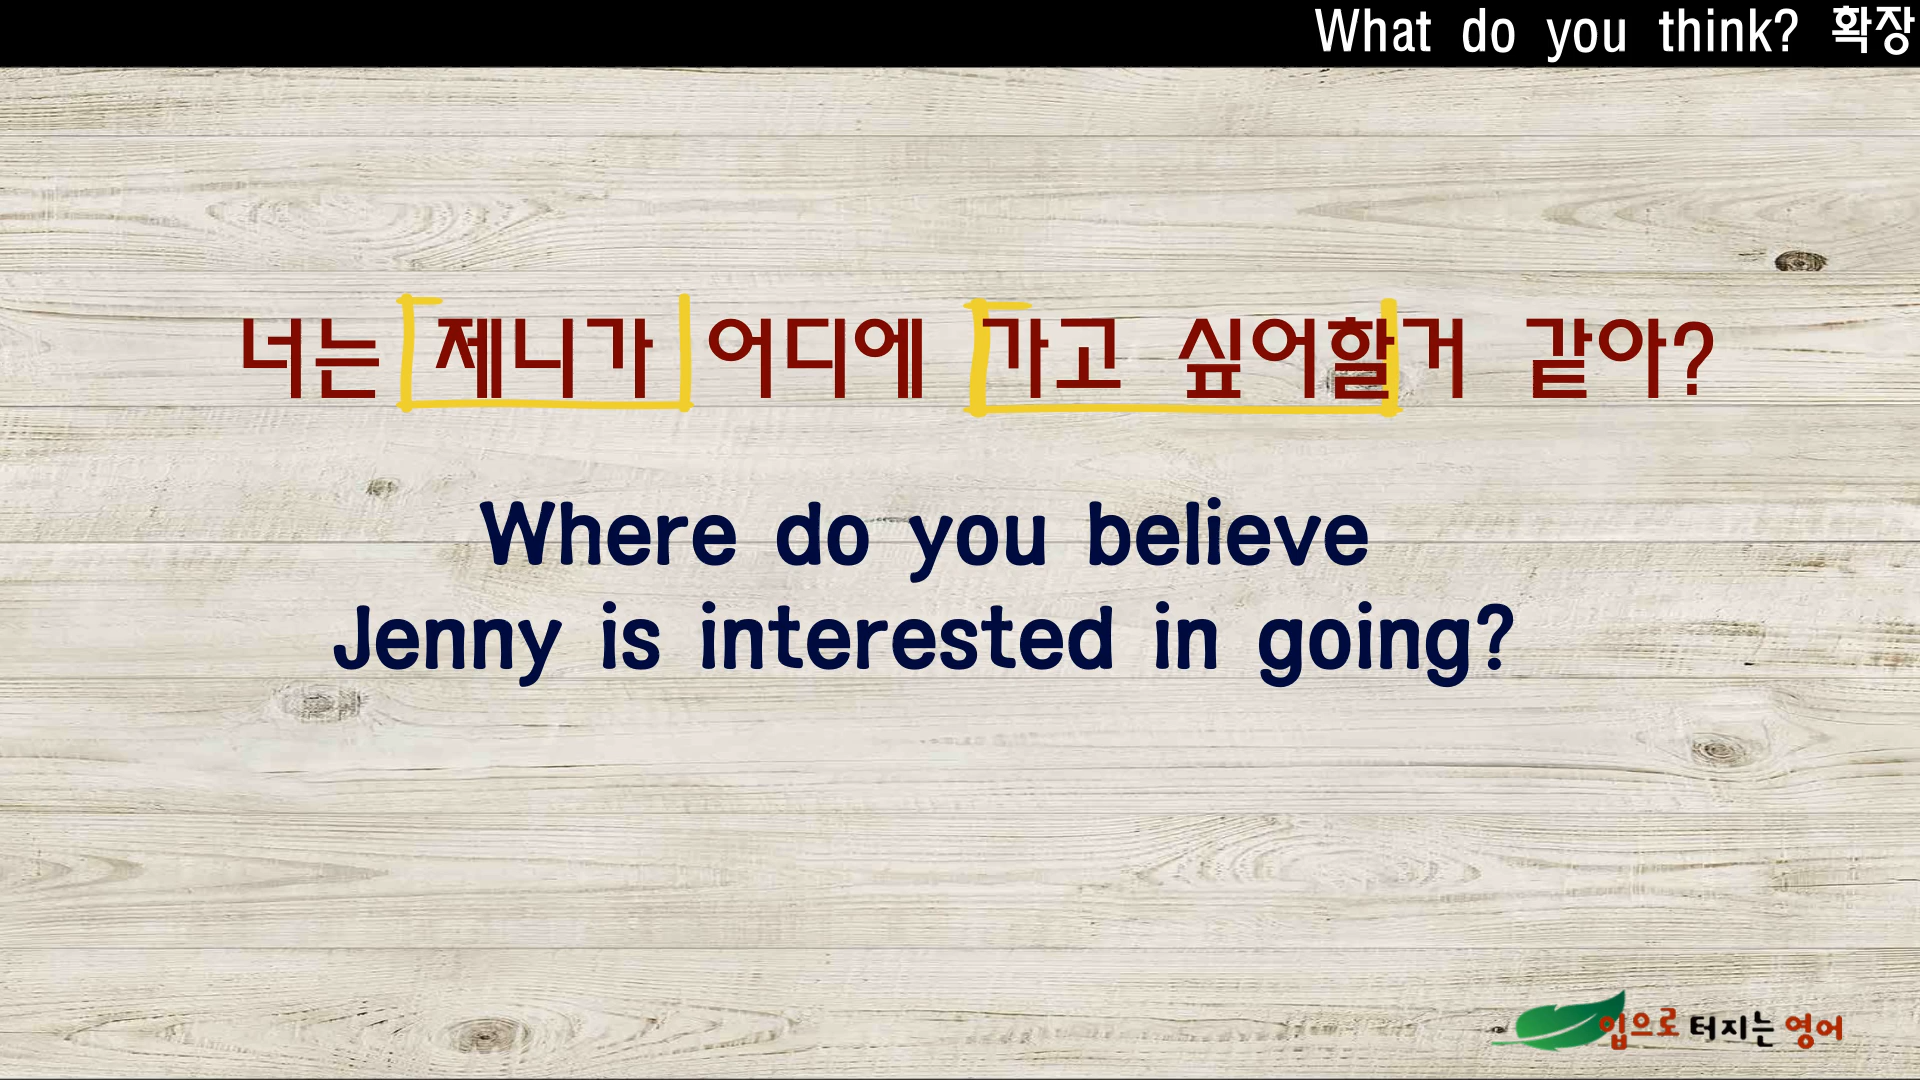 What do you think? 확장
너는 제니가 어디에 가고 싶어할거 같아?
Where do you believe
Jenny is interested in going?
입으로 터지는 영어